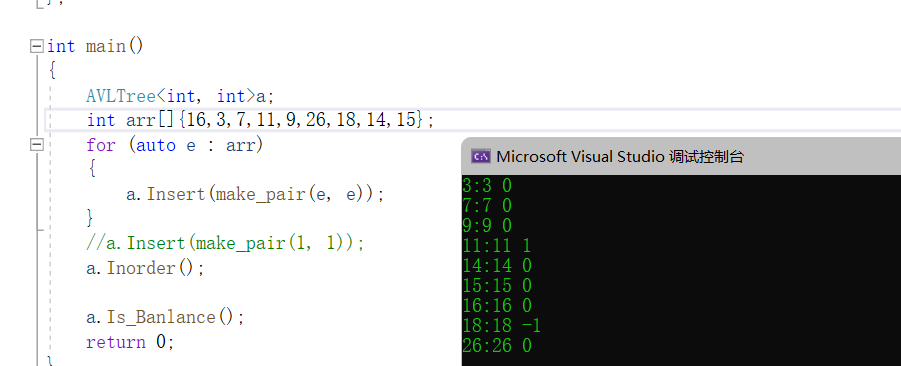 };
int main()
{
AVLTree<int, int>a;
int arr[]{16,3,7,11,9,26,18,14,15};
for (auto e : arr)
{
a.Insert(make_pair(e, e));
}
//a.Insert(make_pair(1, 1));
a.Inorder();
a.Is_Banlance();
return 0;
}
Microsoft Visual Studio 调试控制台
3:3 0
7:7 0
9:9 0
11:11 1
14:14 0
15:15 0
16:16 0
18:18 -1
26:26 0